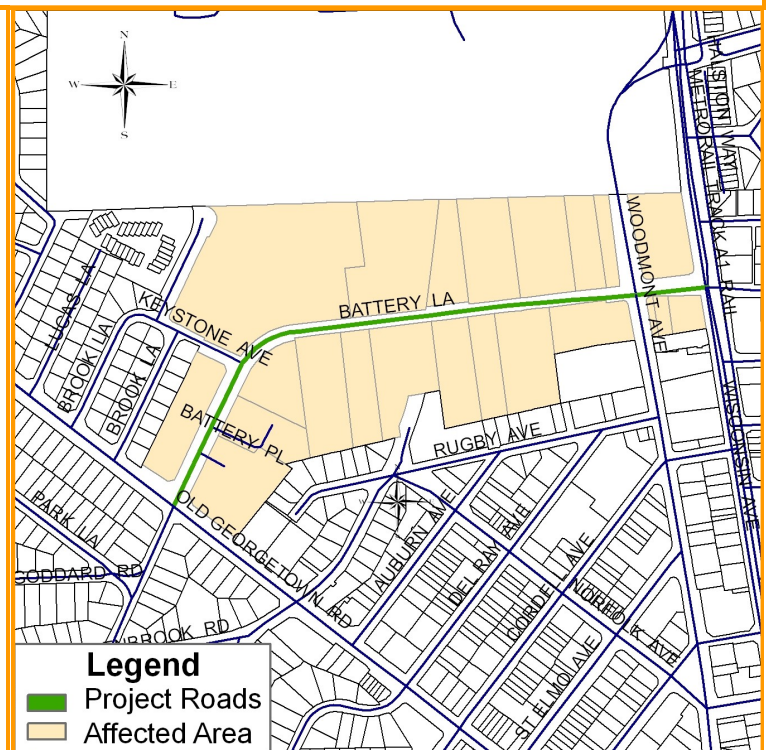 N
W E
S
HALSTON WAY
METRORAIL TRACK A1 RAIL
WOODMONT AVE
LUCAS LA
KEYSTONE AVE
BATTERY LA
BROOK LA
BROOK LA
BATTERY PL
RUGBY AVE
WISCONSIN AVE
OLD GEORGETOWN RD
PARK LA
AUBURN AVE
DEL RAY AVE
GODDARD RD
CORDELL AVE
NORFOLK AVE
ST ELMO AVE
Legend
Project Roads
Affected Area